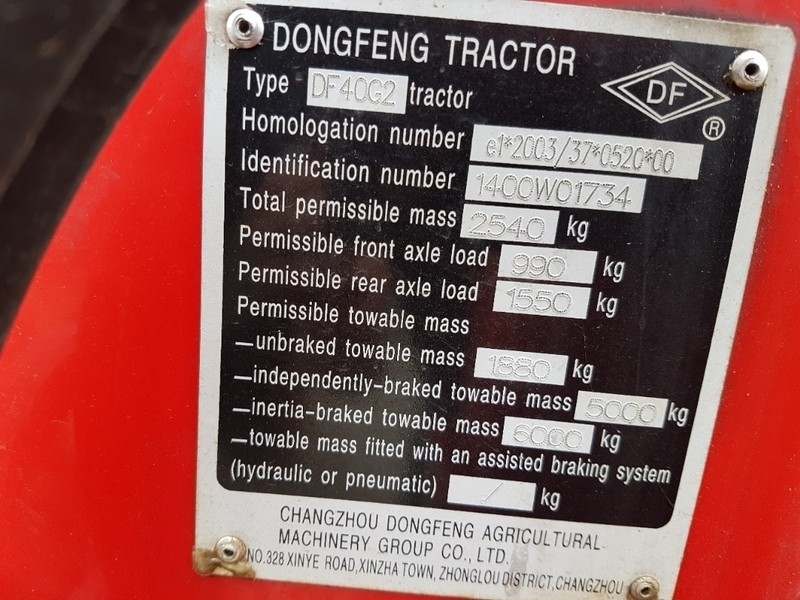 DONGFENG TRACTOR
DF
®
Type DF40G2 tractor
Homologation number e1*2003/37*0520*00
Identification number 1400W01734
Total permissible mass 2540 kg
Permissible front axle load 990 kg
Permissible rear axle load 1550 kg
Permissible towable mass
—unbraked towable mass 1880 kg
—independently-braked towable mass 5000 kg
—inertia-braked towable mass 6000 kg
—towable mass fitted with an assisted braking system
(hydraulic or pneumatic) / kg
CHANGZHOU DONGFENG AGRICULTURAL
MACHINERY GROUP CO., LTD.
NO.328 XINYE ROAD,XINZHA TOWN, ZHONGLOU DISTRICT,CHANGZHOU